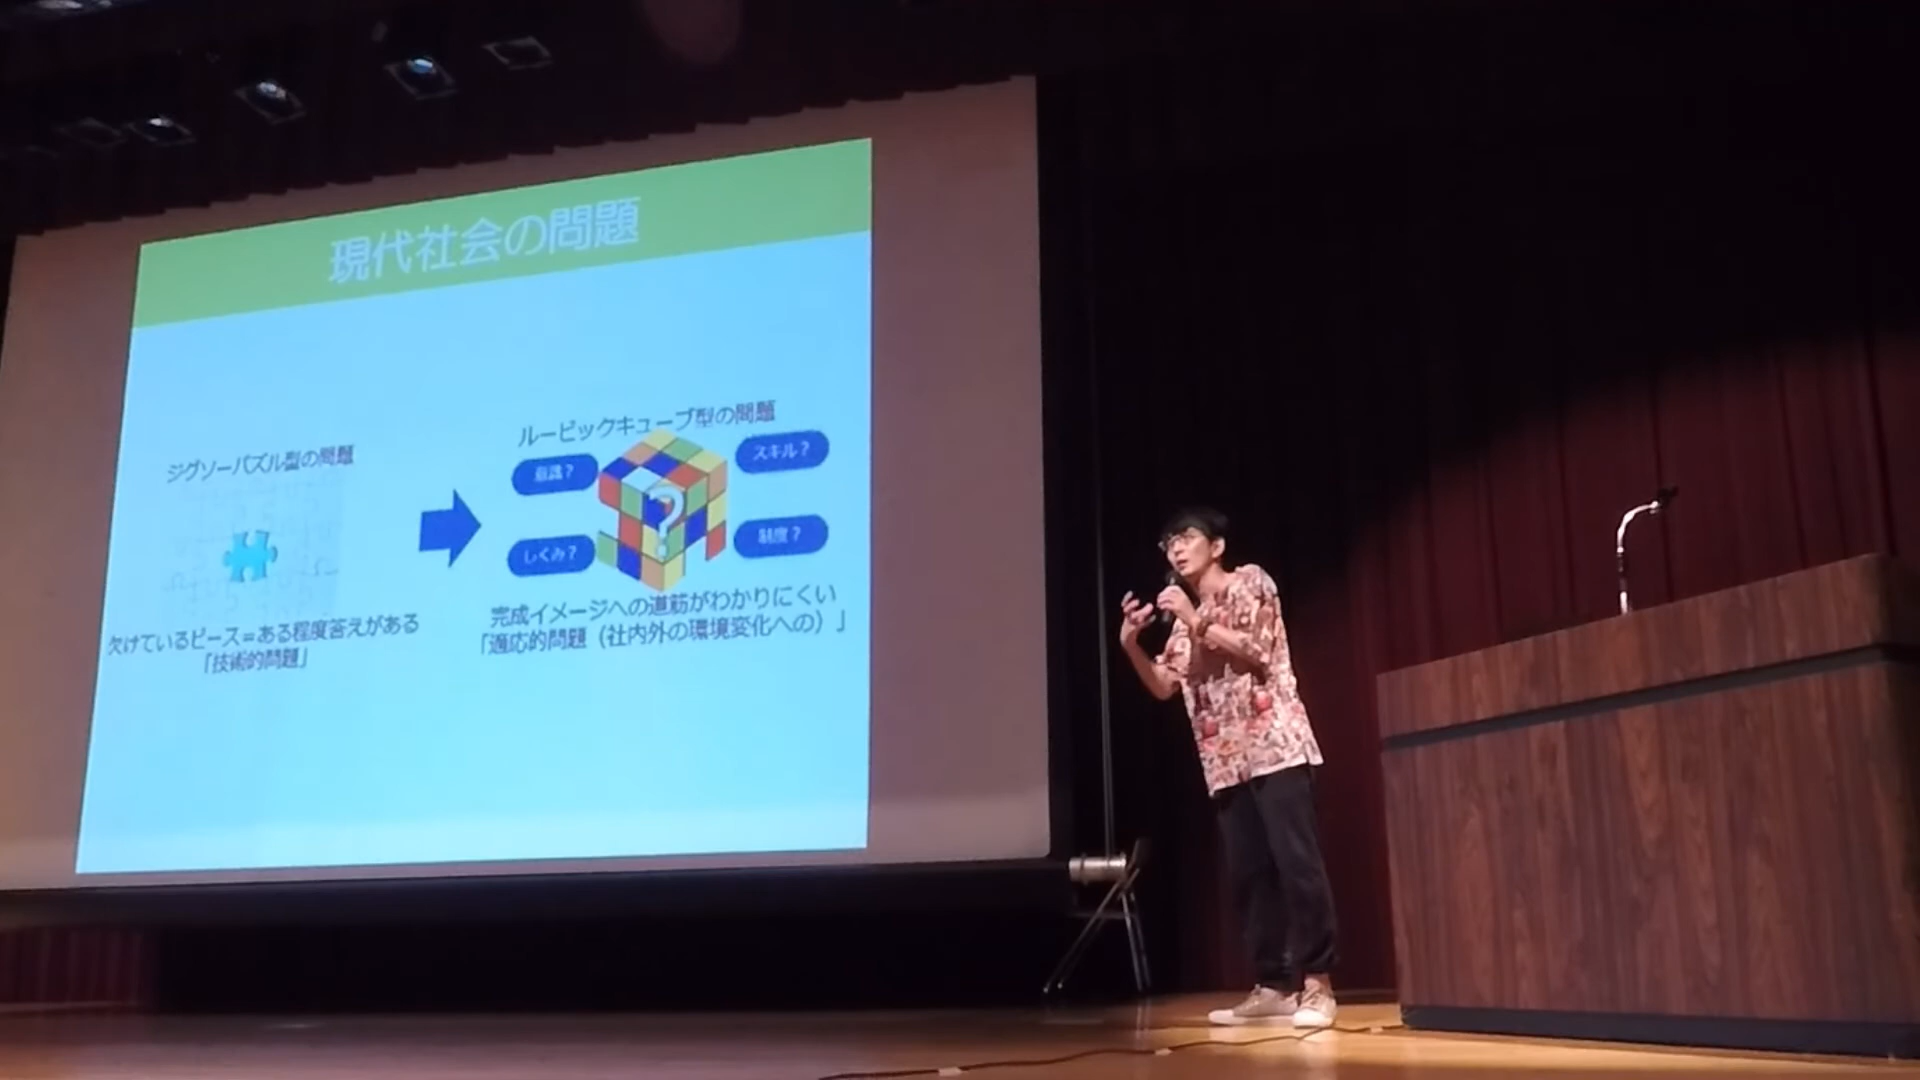 現代社会の問題
ジグソーパズル型の問題
欠けているピース=ある程度答えがある
「技術的問題」
ルービックキューブ型の問題
意識?
スキル?
?
しくみ?
制度?
完成イメージへの道筋がわかりにくい
「適応的問題(社内外の環境変化への)」